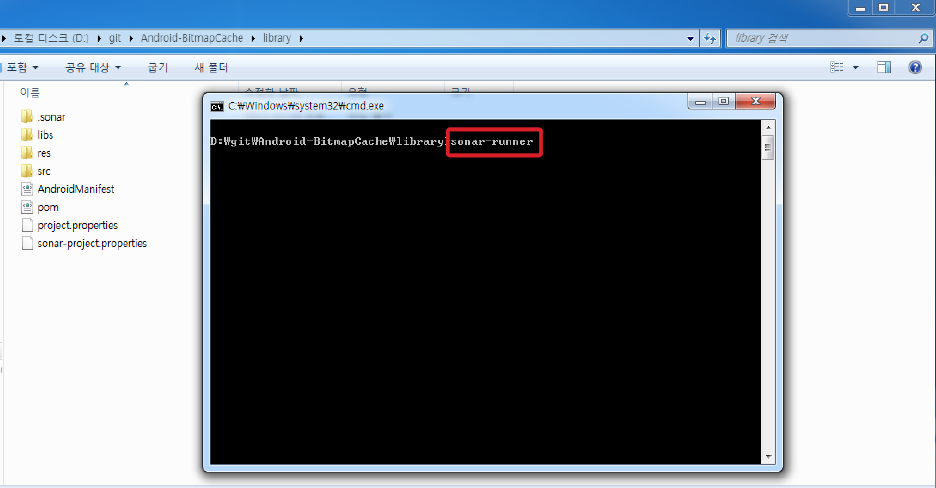 토컬 디스크 (D:) git Android-BitmapCache library
library 검색
포함 공유 대상 굽기 새 폴더
이름
.sonar
libs
res
src
AndroidManifest
pom
project.properties
sonar-project.properties
C:₩Windows₩system32₩cmd.exe
D:₩git₩Android-BitmapCache₩library>sonar-runner